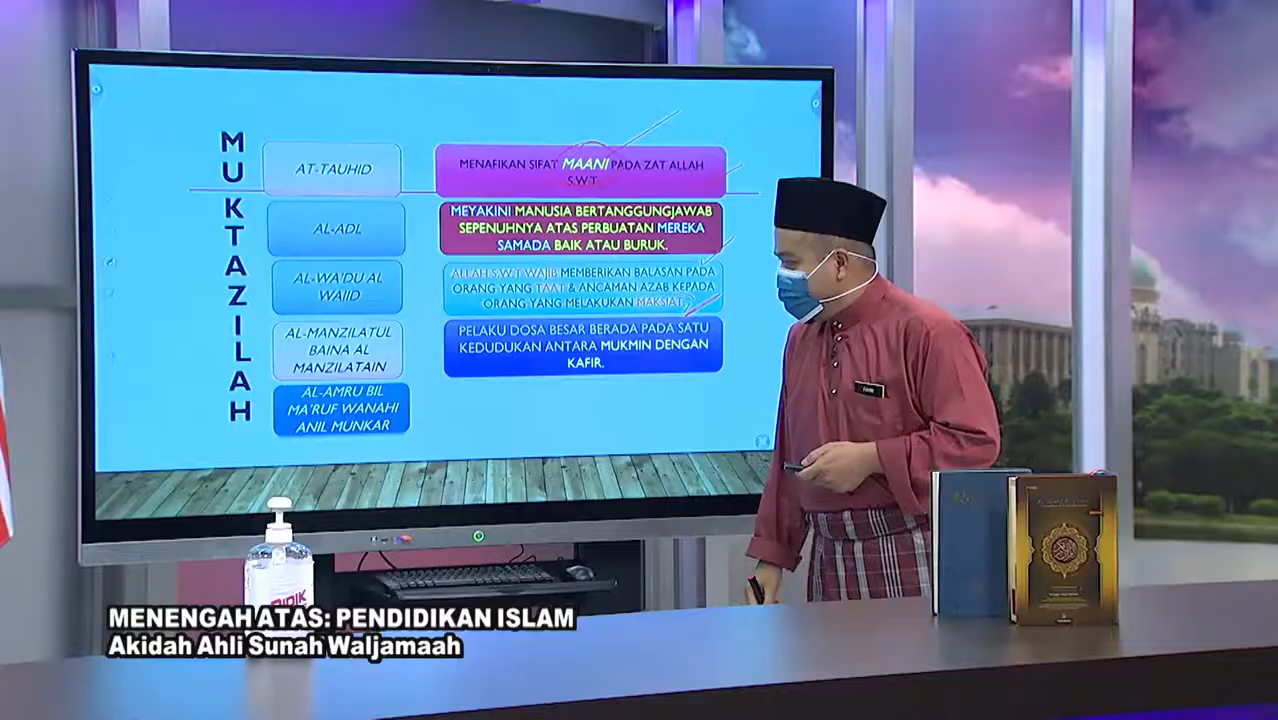 MUKTAZILAH
AT-TAUHID
MENAFIKAN SIFAT MAANI PADA ZAT ALLAH
S.W.T
AL-ADL
MEYAKINI MANUSIA BERTANGGUNGJAWAB
SEPENUHNYA ATAS PERBUATAN MEREKA
SAMADA BAIK ATAU BURUK.
AL-WA'DU AL
WAIID
ALLAH S.W.T WAJIB MEMBERIKAN BALASAN PADA
ORANG YANG TAAT & ANCAMAN AZAB KEPADA
ORANG YANG MELAKUKAN MAKSIAT.
AL-MANZILATUL
BAINA AL
MANZILATAIN
PELAKU DOSA BESAR BERADA PADA SATU
KEDUDUKAN ANTARA MUKMIN DENGAN
KAFIR.
AL-AMRU BIL
MA'RUF WANAHI
ANIL MUNKAR
MENENGAH ATAS: PENDIDIKAN ISLAM
Akidah Ahli Sunah Waljamaah